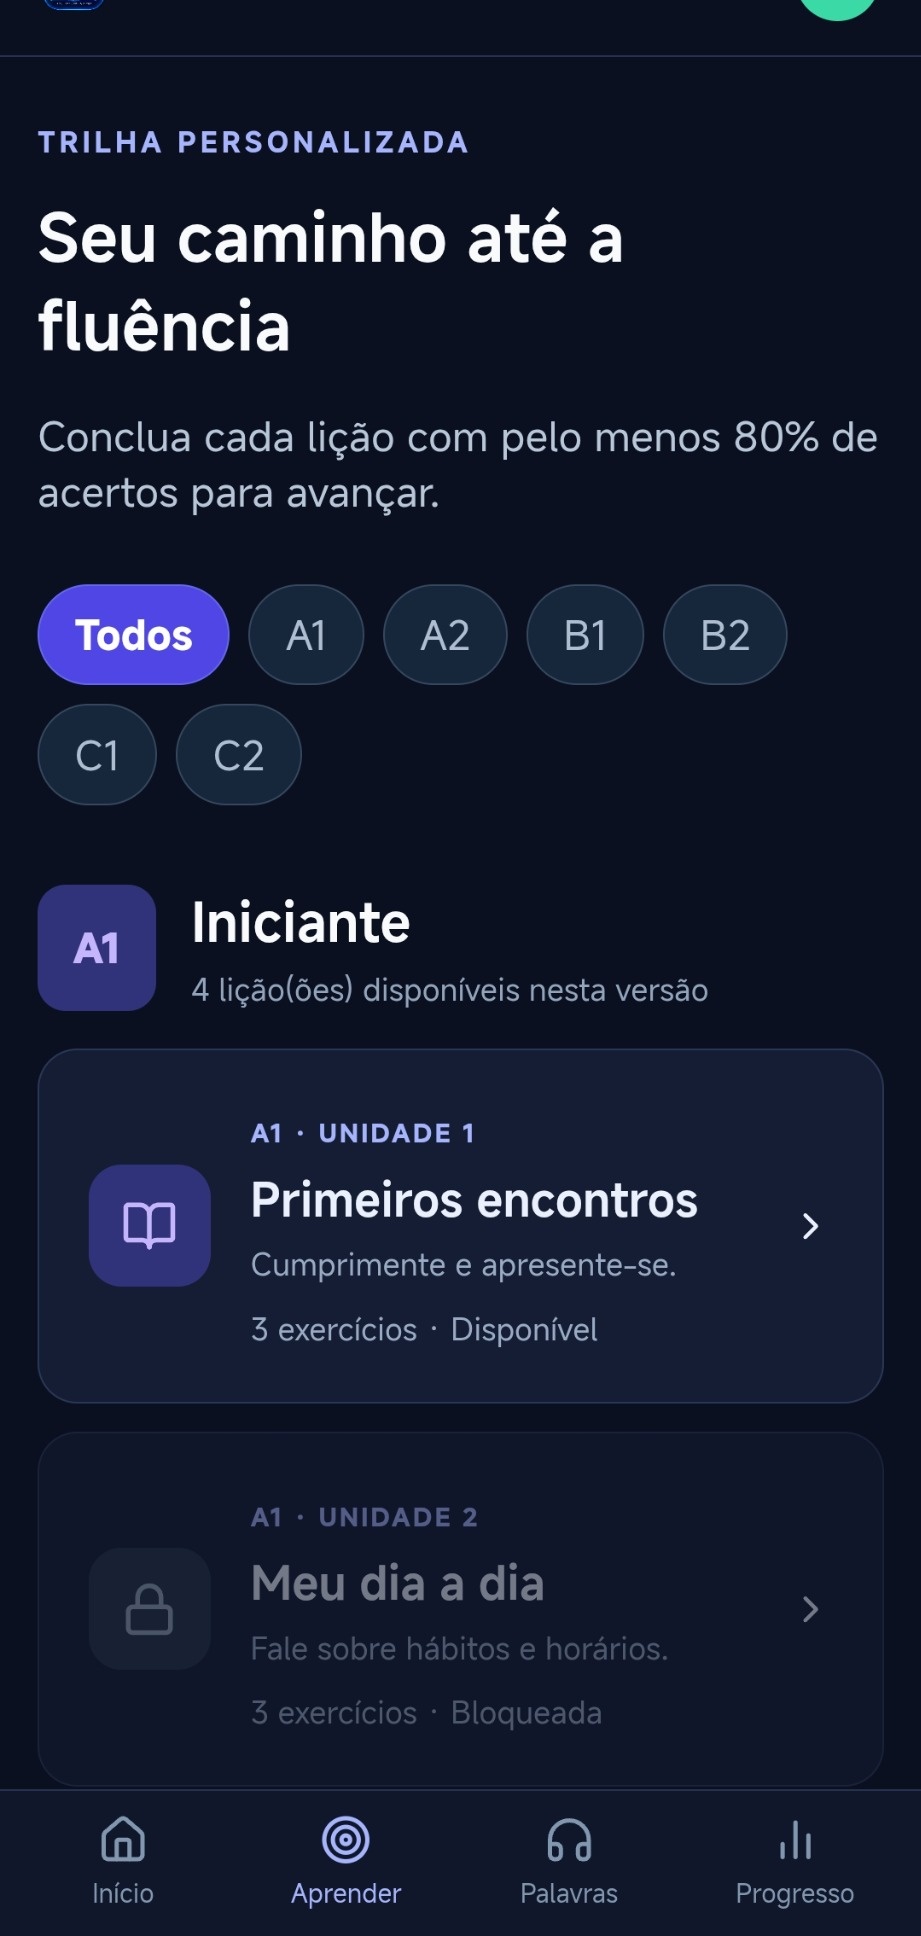 TRILHA PERSONALIZADA
Seu caminho até a
fluência
Conclua cada lição com pelo menos 80% de
acertos para avançar.
Todos
A1
A2
B1
B2
C1
C2
A1
Iniciante
4 lição(ões) disponíveis nesta versão
A1 · UNIDADE 1
Primeiros encontros
Cumprimente e apresente-se.
3 exercícios · Disponível
A1 · UNIDADE 2
Meu dia a dia
Fale sobre hábitos e horários.
3 exercícios · Bloqueada
Início
Aprender
Palavras
Progresso